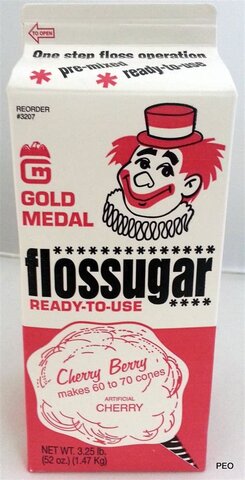 TO OPEN
One step floss operation
* pre-mixed * ready-to-use
REORDER
#3207
Gm
GOLD
MEDAL
***************
flossugar
READY-TO-USE ****
Cherry Berry
makes 60 to 70 cones
ARTIFICIAL
CHERRY
NET WT. 3.25 lb.
(52 oz.) (1.47 Kg)
PEO